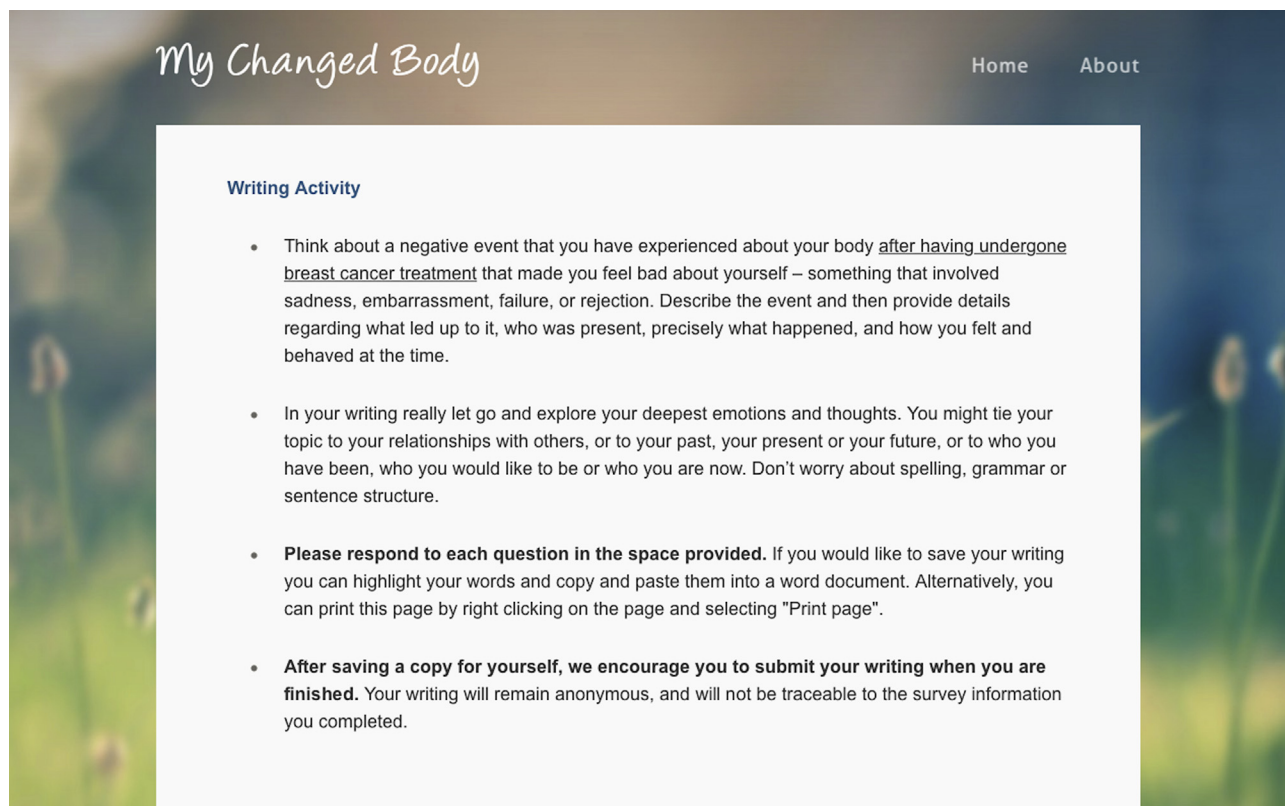 My Changed Body
Home About
Writing Activity
Think about a negative event that you have experienced about your body after having undergone
breast cancer treatment that made you feel bad about yourself – something that involved
sadness, embarrassment, failure, or rejection. Describe the event and then provide details
regarding what led up to it, who was present, precisely what happened, and how you felt and
behaved at the time.
In your writing really let go and explore your deepest emotions and thoughts. You might tie your
topic to your relationships with others, or to your past, your present or your future, or to who you
have been, who you would like to be or who you are now. Don’t worry about spelling, grammar or
sentence structure.
Please respond to each question in the space provided. If you would like to save your writing
you can highlight your words and copy and paste them into a word document. Alternatively, you
can print this page by right clicking on the page and selecting "Print page".
After saving a copy for yourself, we encourage you to submit your writing when you are
finished. Your writing will remain anonymous, and will not be traceable to the survey information
you completed.